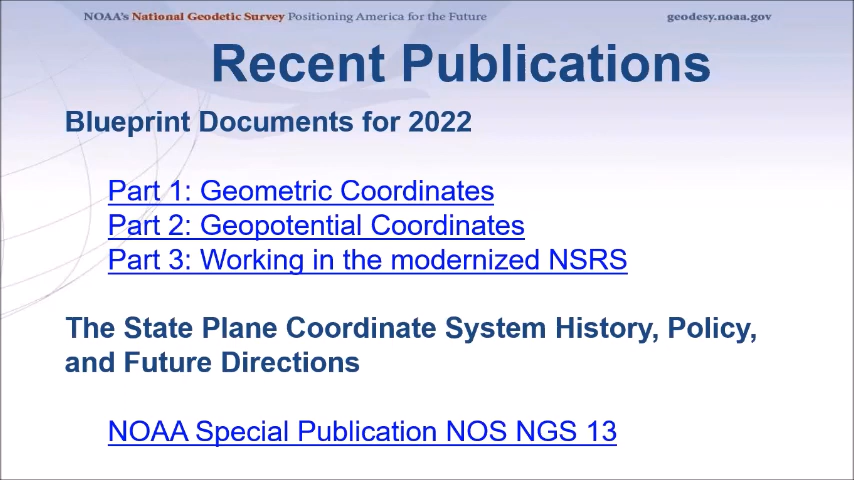 NOAA's National Geodetic Survey Positioning America for the Future
geodesy.noaa.gov
Recent Publications
Blueprint Documents for 2022
Part 1: Geometric Coordinates
Part 2: Geopotential Coordinates
Part 3: Working in the modernized NSRS
The State Plane Coordinate System History, Policy,
and Future Directions
NOAA Special Publication NOS NGS 13